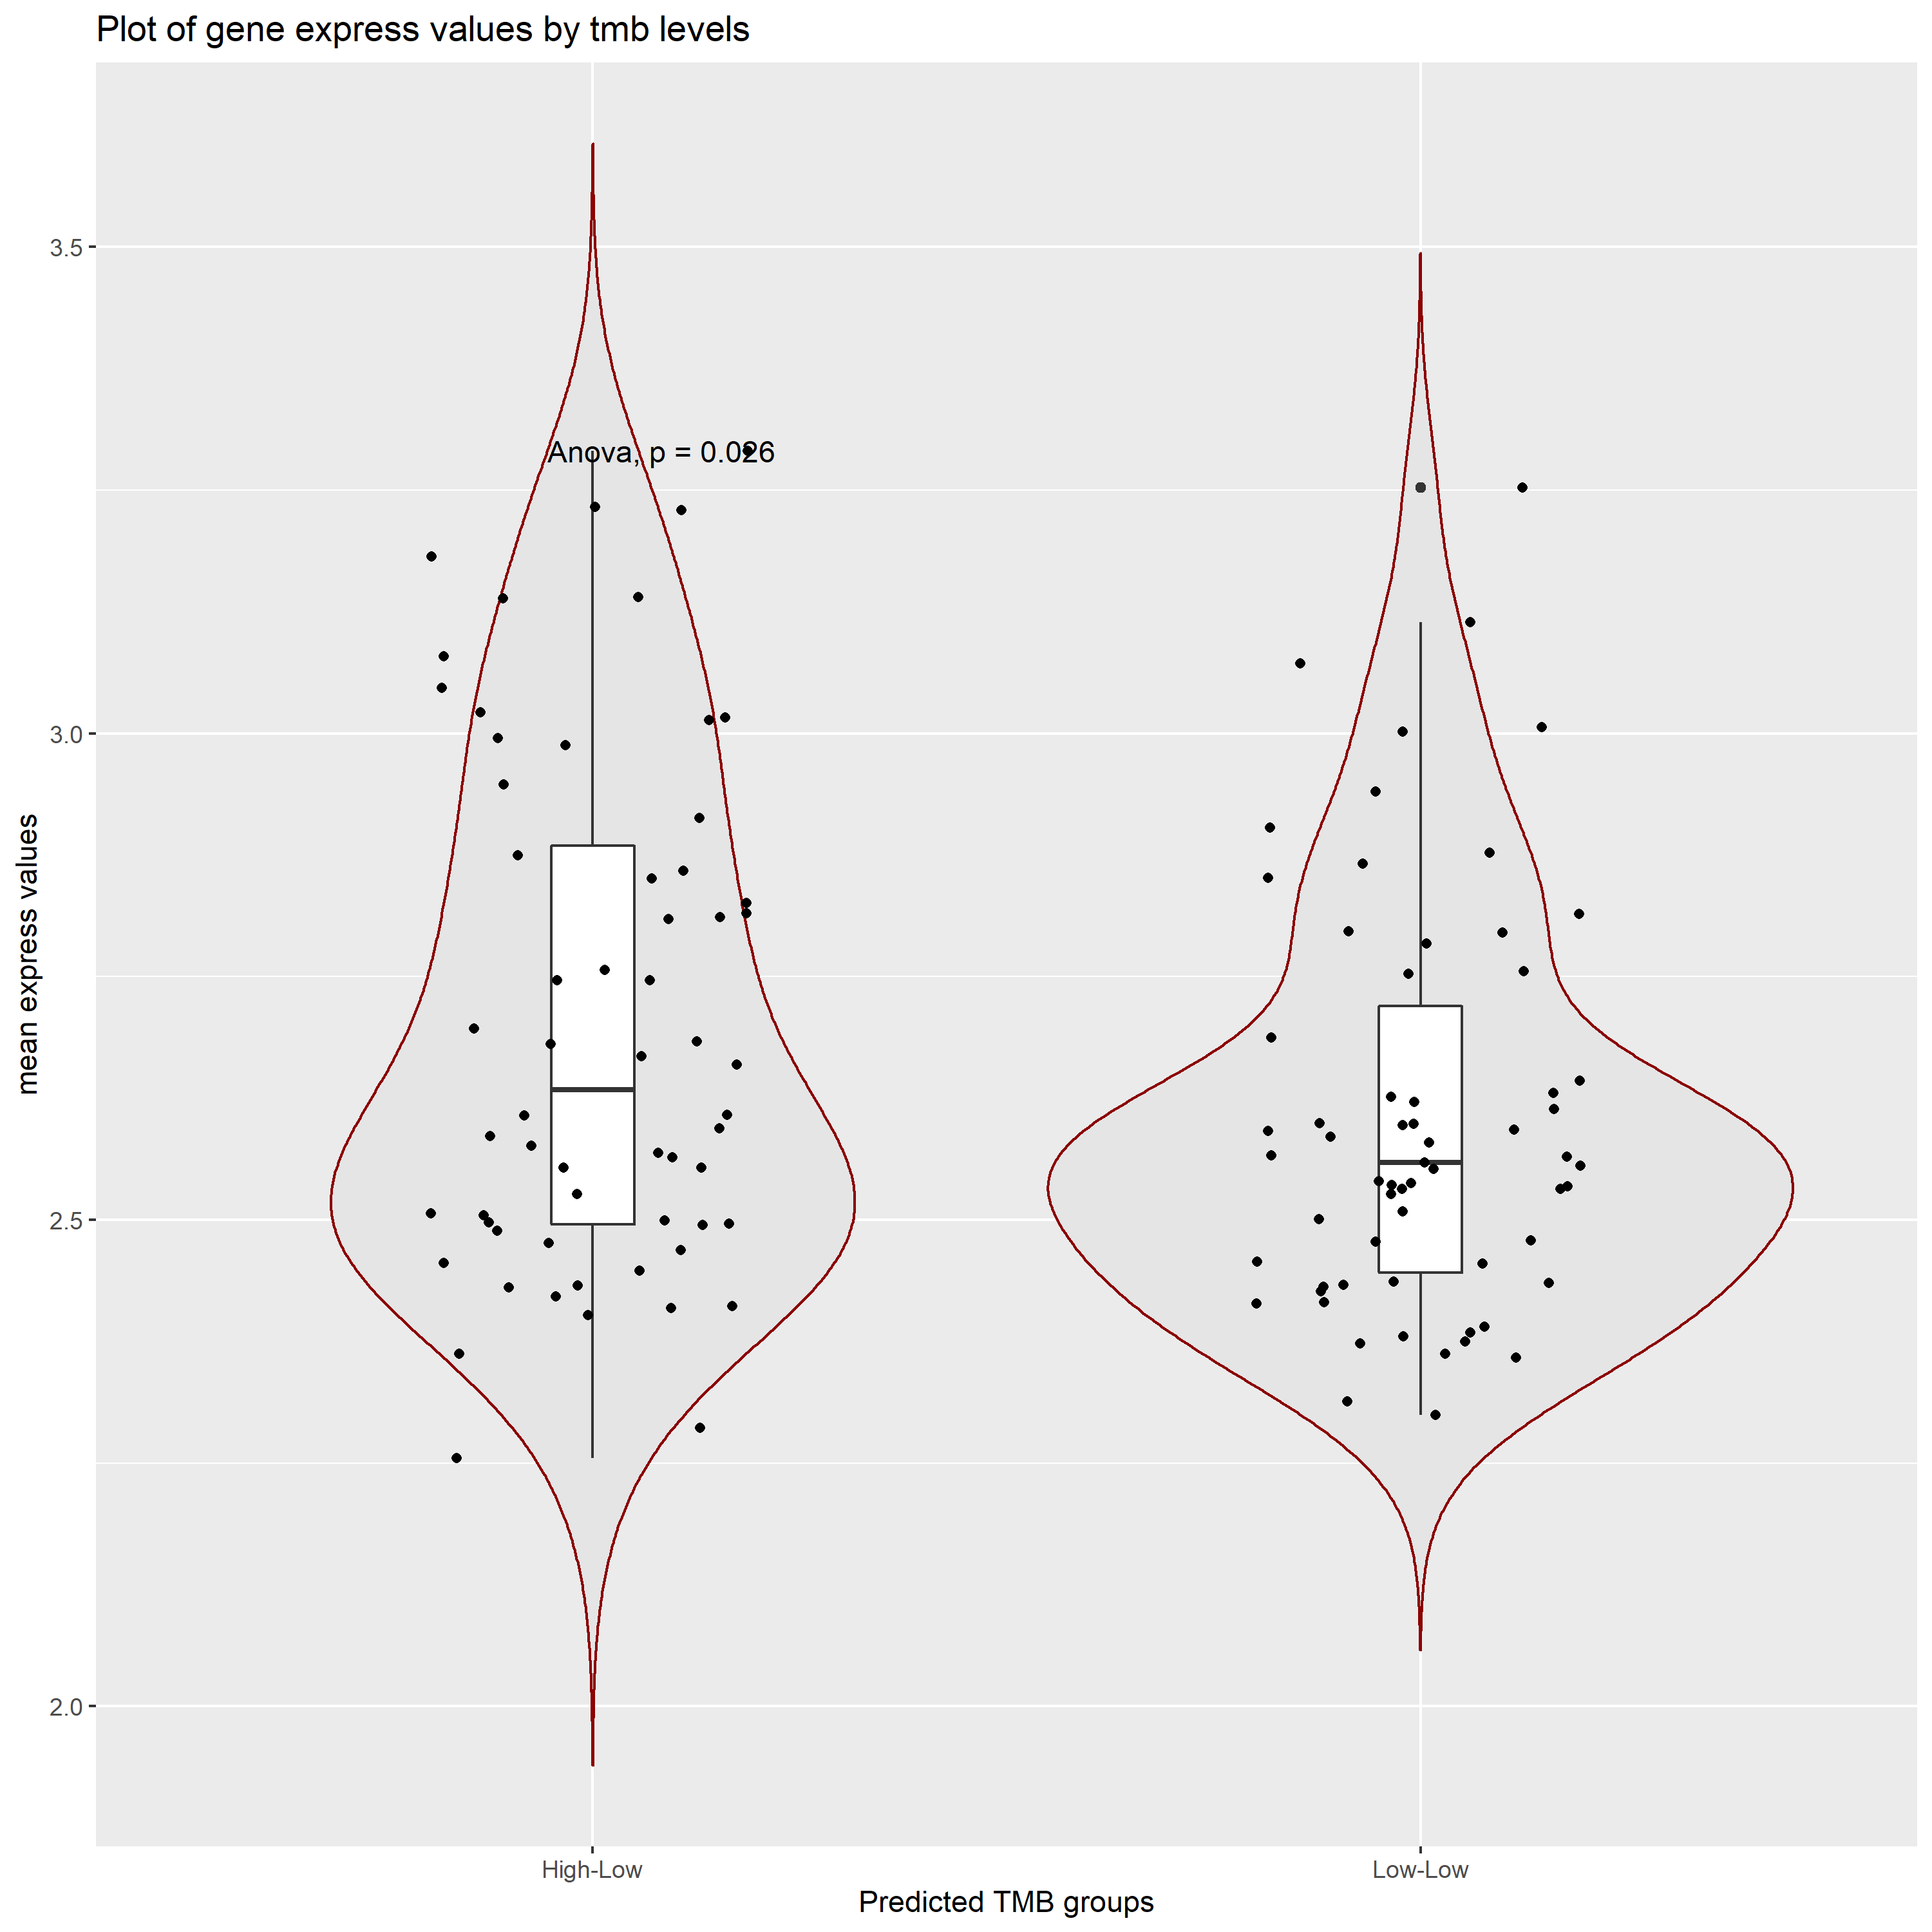 Plot of gene express values by tmb levels
3.5
Anova, p = 0.026
3.0
mean express values
2.5
2.0
High-Low
Low-Low
Predicted TMB groups